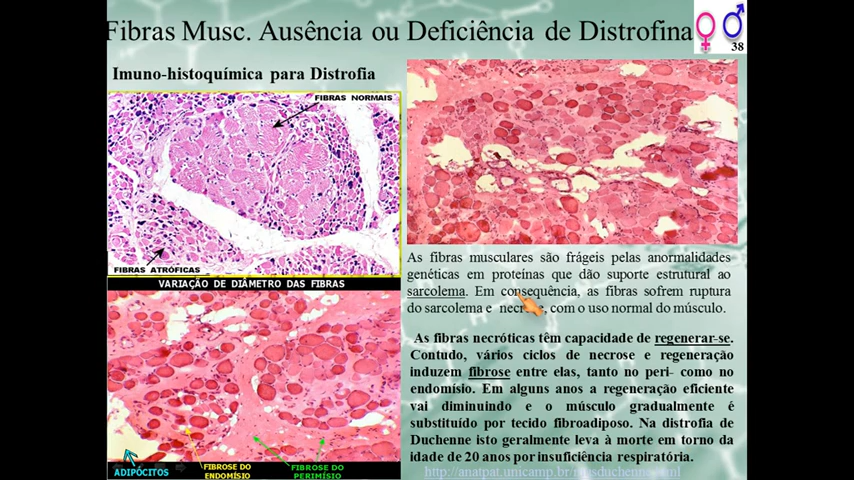 Fibras Musc. Ausência ou Deficiência de Distrofina
38
Imuno-histoquímica para Distrofia
FIBRAS NORMAIS
FIBRAS ATRÓFICAS
VARIAÇÃO DE DIÂMETRO DAS FIBRAS
ADIPÓCITOS
FIBROSE DO
ENDOMÍSIO
FIBROSE DO
PERIMÍSIO
As fibras musculares são frágeis pelas anormalidades
genéticas em proteínas que dão suporte estrutural ao
sarcolema. Em consequência, as fibras sofrem ruptura
do sarcolema e com o uso normal do músculo.
As fibras necróticas têm capacidade de regenerar-se.
Contudo, vários ciclos de necrose e regeneração
induzem fibrose entre elas, tanto no peri- como no
endomísio. Em alguns anos a regeneração eficiente
vai diminuindo e o músculo gradualmente é
substituído por tecido fibroadiposo. Na distrofia de
Duchenne isto geralmente leva à morte em torno da
idade de 20 anos por insuficiência respiratória.